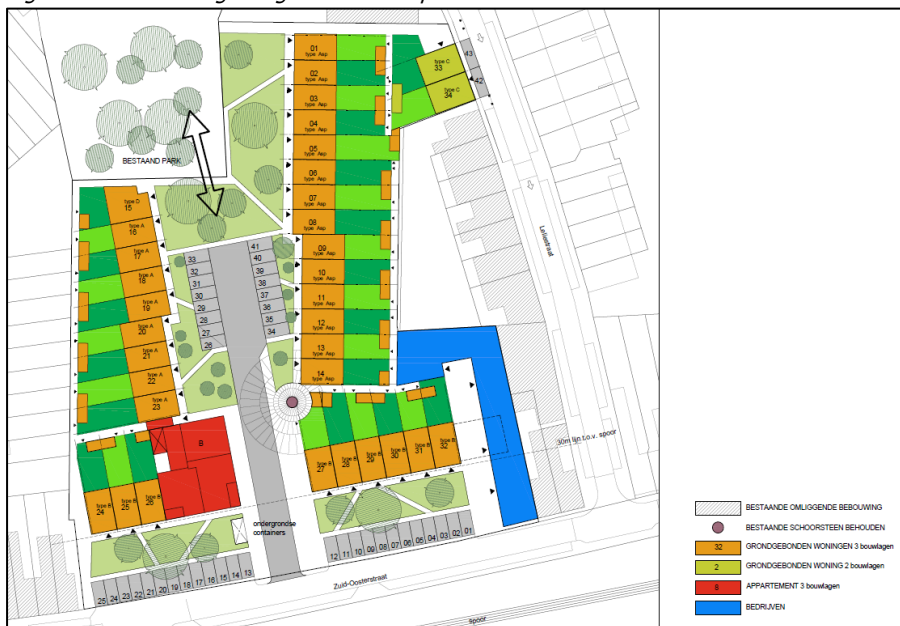 BESTAAND PARK
01
type Asp
02
type Asp
03
type Asp
04
type Asp
05
type Asp
06
type Asp
07
type Asp
08
type Asp
09
type Asp
10
type Asp
11
type Asp
12
type Asp
13
type Asp
14
type Asp
type C
33
type C
34
43
42
Leliestraat
type D
15
type A
16
type A
17
type A
18
type A
19
type A
20
type A
21
type A
22
type A
23
33
32
31
30
29
28
27
26
41
40
39
38
37
36
35
34
8
type B
24
type B
25
type B
26
type B
27
type B
28
type B
29
type B
30
type B
31
type B
32
30m lijn t.o.v. spoor
ondergrondse
containers
25 24 23 22 21 20 19 18 17 16 15 14 13
12 11 10 09 08 07 06 05 04 03 02 01
Zuid-Oosterstraat
spoor
BESTAANDE OMLIGGENDE BEBOUWING
BESTAANDE SCHOORSTEEN BEHOUDEN
32 GRONDGEBONDEN WONINGEN 3 bouwlagen
2 GRONDGEBONDEN WONING 2 bouwlagen
8 APPARTEMENT 3 bouwlagen
BEDRIJVEN